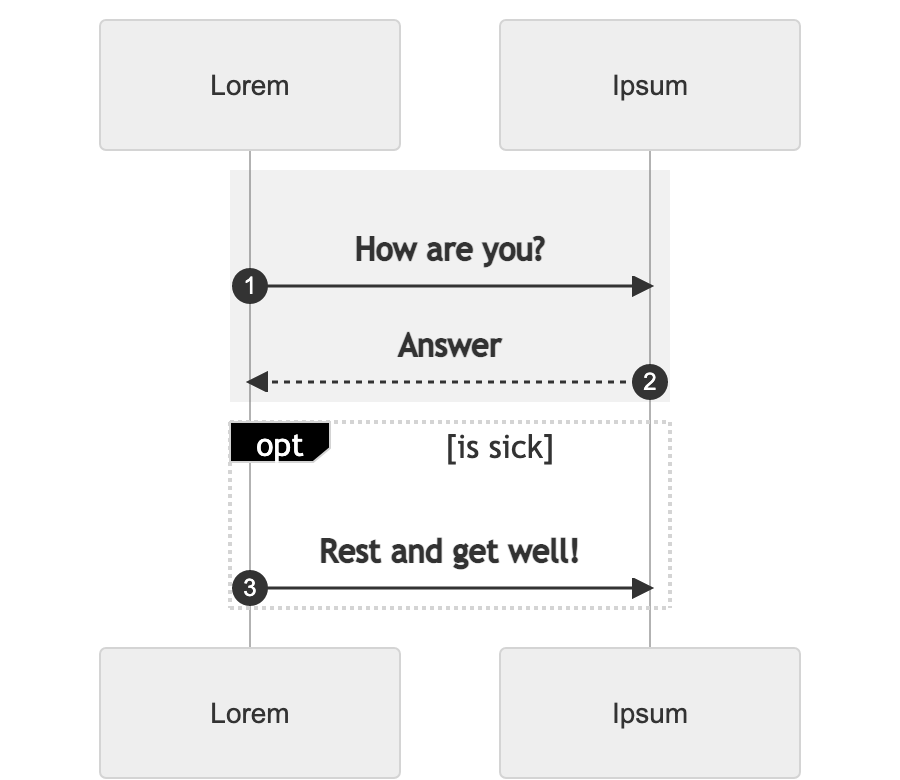 Lorem
Ipsum
How are you?
1
Answer
2
opt
[is sick]
Rest and get well!
3
Lorem
Ipsum